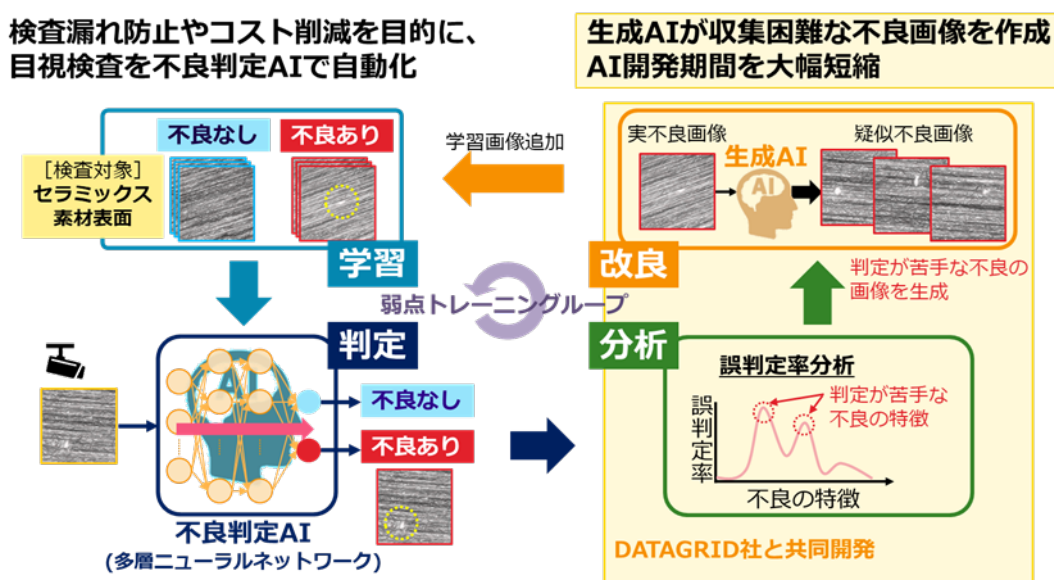 検査漏れ防止やコスト削減を目的に、
目視検査を不良判定AIで自動化
生成AIが収集困難な不良画像を作成
AI開発期間を大幅短縮
不良なし
不良あり
［検査対象］
セラミックス
素材表面
学習
学習画像追加
実不良画像
疑似不良画像
生成AI
AI
改良
判定が苦手な不良の
画像を生成
弱点トレーニングループ
判定
AI
不良なし
不良あり
不良判定AI
(多層ニューラルネットワーク)
分析
誤判定率分析
判定が苦手な
不良の特徴
誤判定率
不良の特徴
DATAGRID社と共同開発